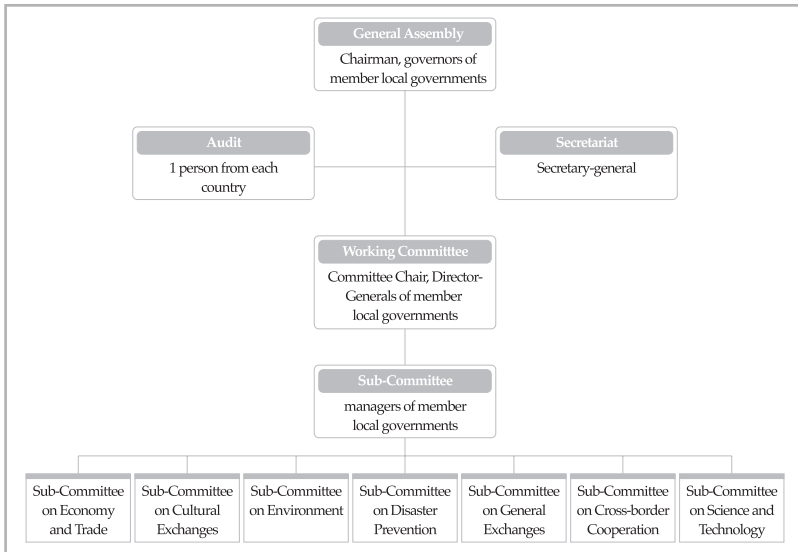 General Assembly
Chairman, governors of
member local governments
Audit
1 person from each
country
Secretariat
Secretary-general
Working Committtee
Committee Chair, Director-
Generals of member
local governments
Sub-Committee
managers of member
local governments
Sub-Committee
on Economy
and Trade
Sub-Committee
on Cultural
Exchanges
Sub-Committee
on Environment
Sub-Committee
on Disaster
Prevention
Sub-Committee
on General
Exchanges
Sub-Committee
on Cross-border
Cooperation
Sub-Committee
on Science and
Technology